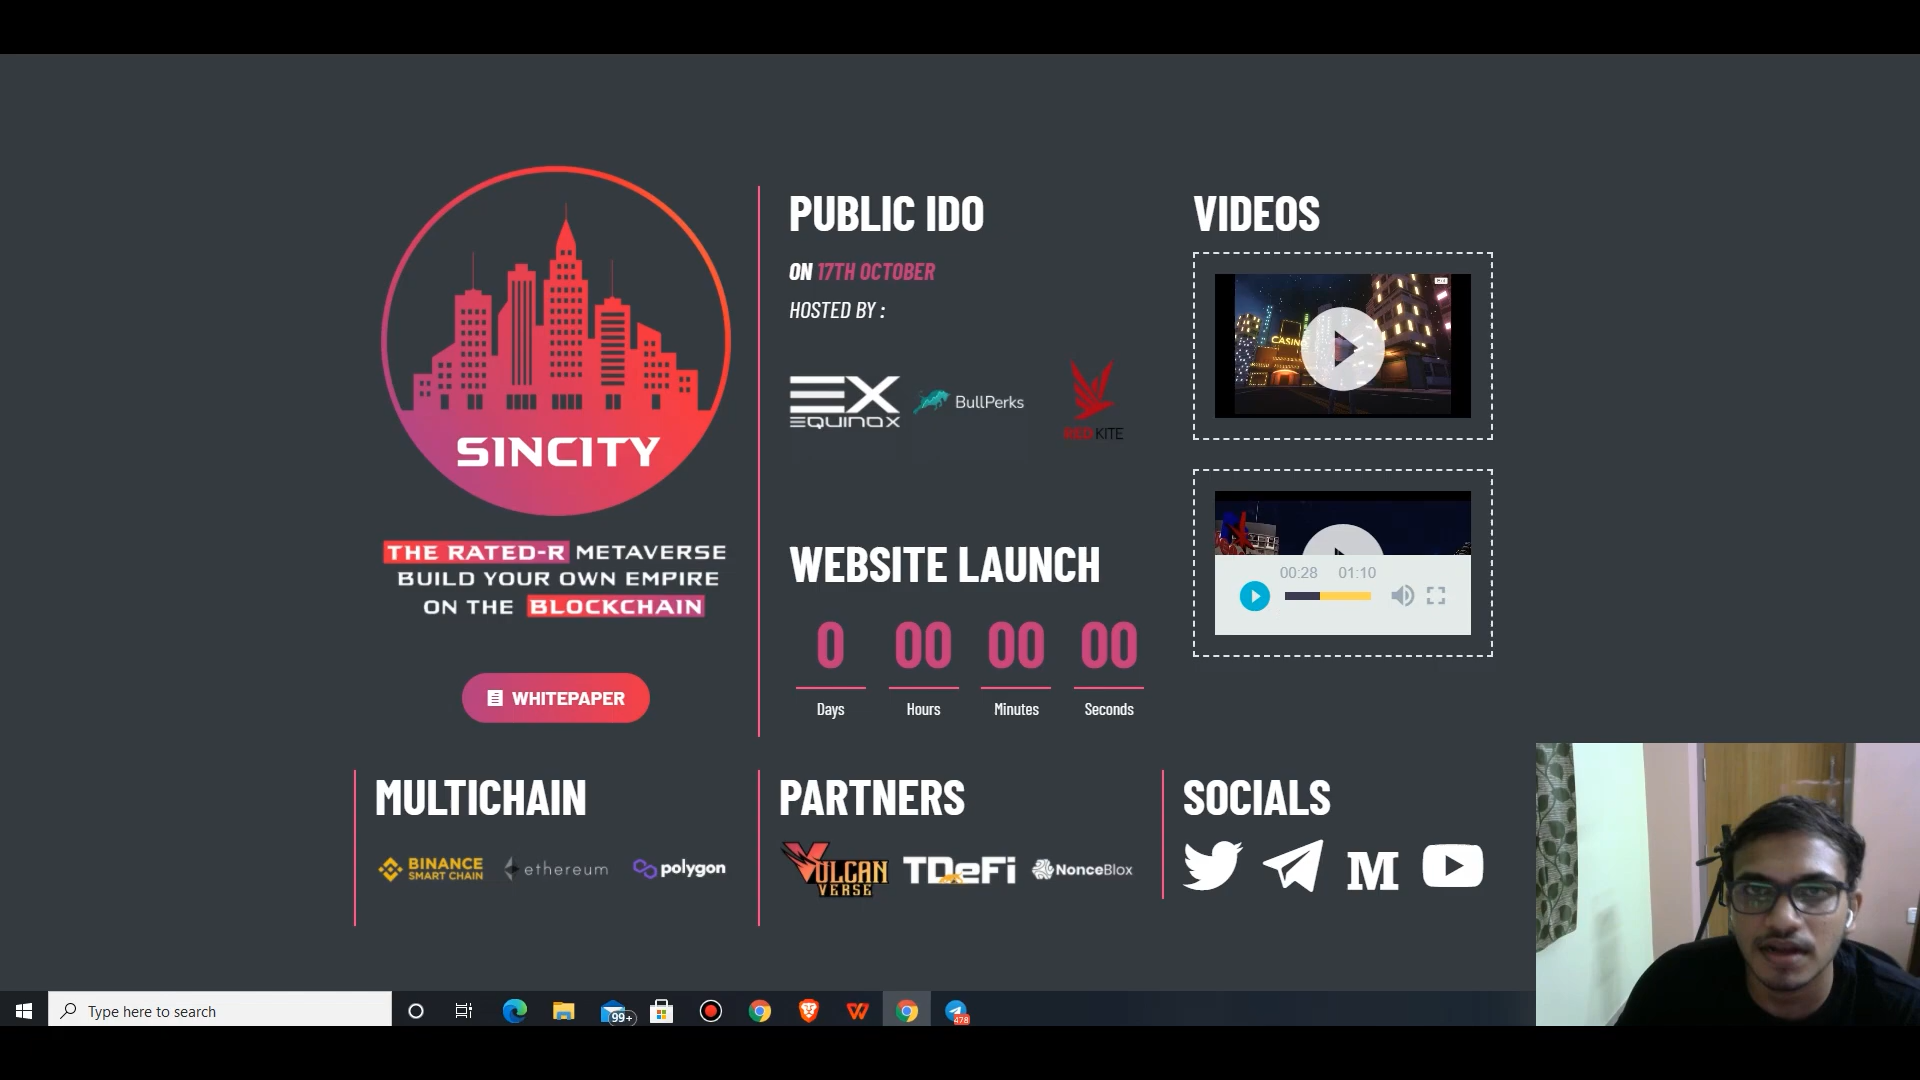 SINCITY
THE RATED-R METAVERSE
BUILD YOUR OWN EMPIRE
ON THE BLOCKCHAIN
WHITEPAPER
PUBLIC IDO
ON 17TH OCTOBER
HOSTED BY :
EX
EQUINOX
BullPerks
RED KITE
WEBSITE LAUNCH
0 00 00 00
Days Hours Minutes Seconds
VIDEOS
CASINO
00:28 01:10
MULTICHAIN
BINANCE
SMART CHAIN
ethereum
polygon
PARTNERS
VULCAN
VERSE
TDeFi
NonceBlox
SOCIALS
M
Type here to search
99+
478